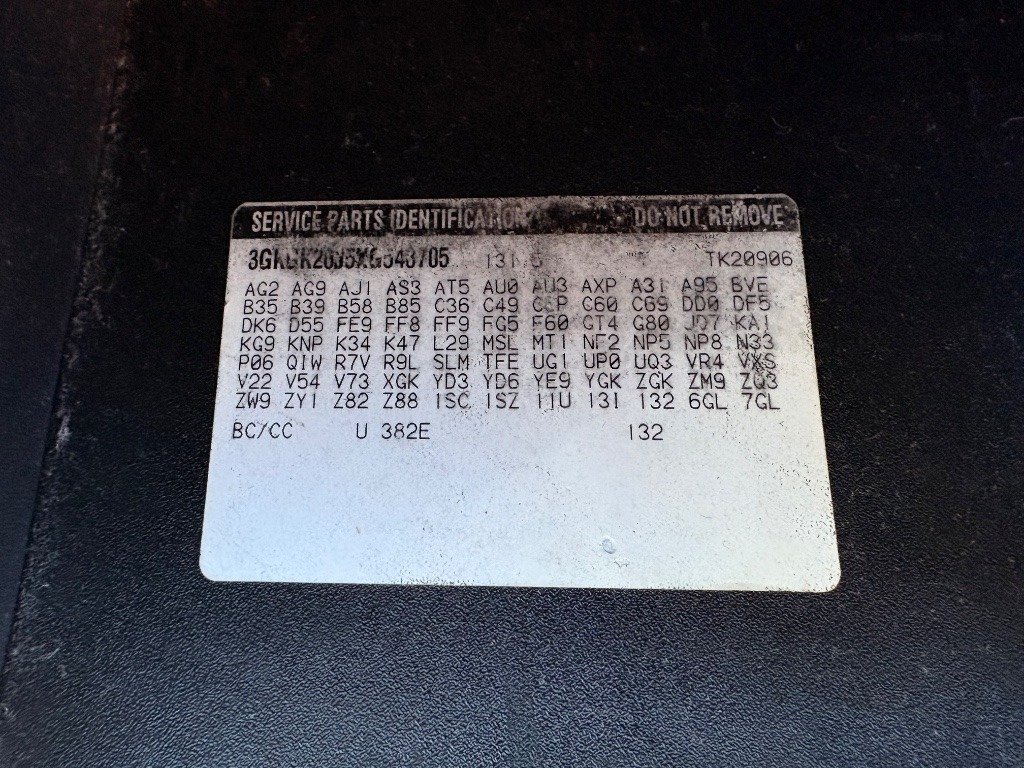 SERVICE PARTS IDENTIFICATION DO NOT REMOVE
TK20906
AG2 AG9 AJ1 AS3 AT5 AU0 AU3 AXP A31 A95 BVE
B35 B39 B58 B85 C36 C49 C60 C69 DD0 DF5
DK6 D55 FE9 FF8 FF9 FG5 F60 GT4 G80 KA1
KG9 KNP K34 K47 L29 MSL MT1 NF2 NP5 NP8 N33
P06 QIW R7V R9L SLM TFE UG1 UP0 UQ3 VR4 VXS
V22 V54 V73 XGK YD3 YD6 YE9 YGK ZGK ZM9 ZQ3
ZW9 ZY1 Z82 Z88 1SC 1SZ 11U 131 132 6GL 7GL
BC/CC U 382E 132